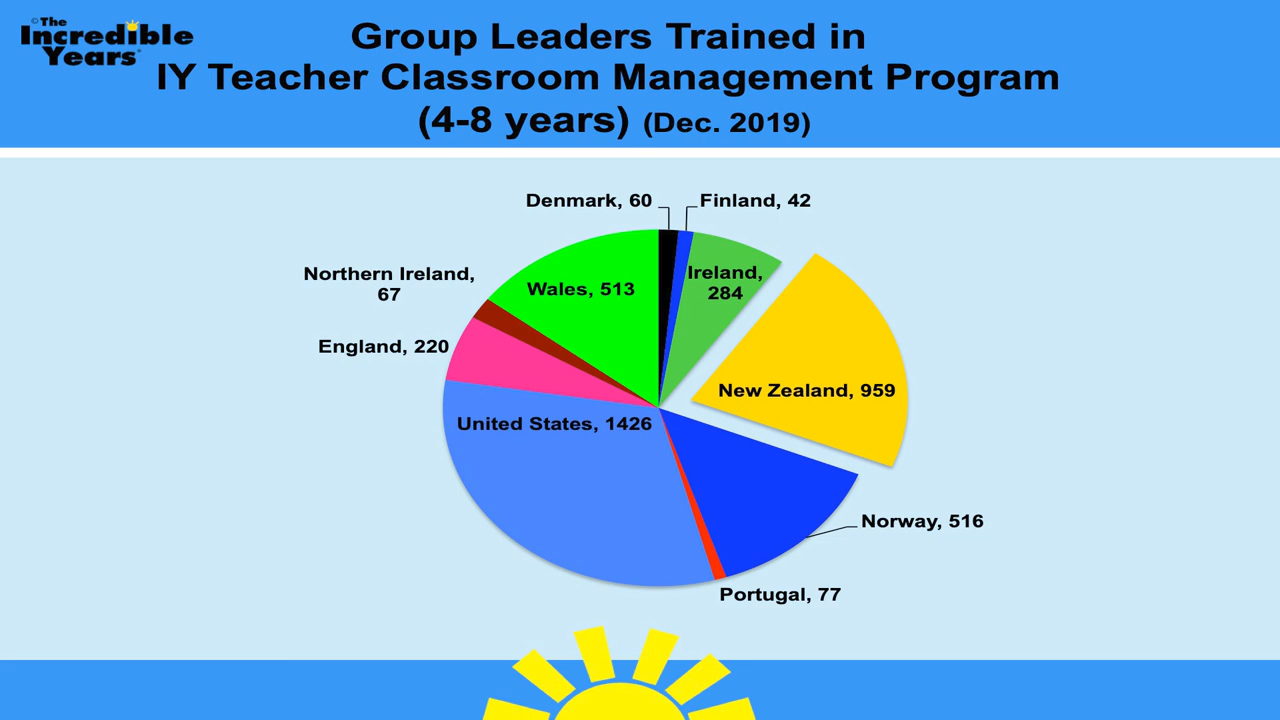 ©The
Incredible
Years®
Group Leaders Trained in
IY Teacher Classroom Management Program
(4-8 years) (Dec. 2019)
Denmark, 60
Finland, 42
Northern Ireland,
67
Wales, 513
Ireland,
284
England, 220
New Zealand, 959
United States, 1426
Norway, 516
Portugal, 77